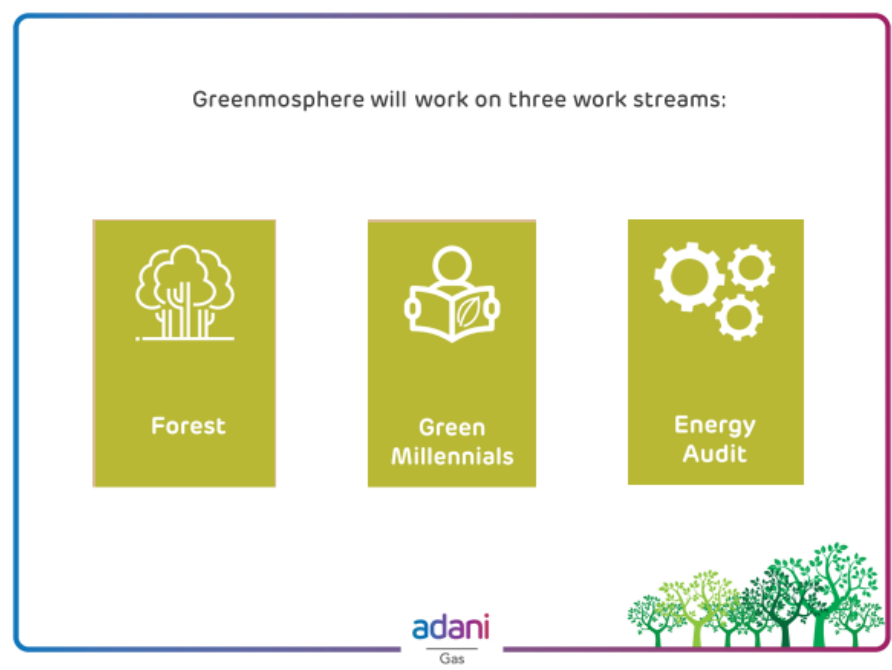 Greenmosphere will work on three work streams:
Forest
Green
Millennials
Energy
Audit
adani
Gas